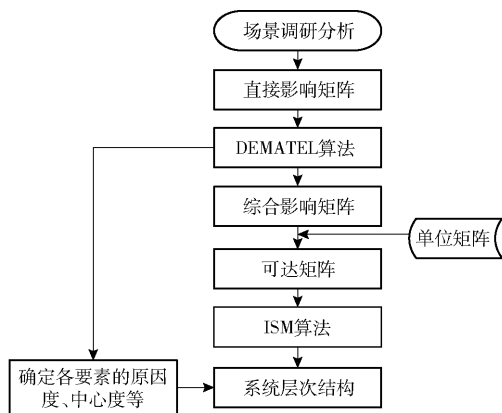 场景调研分析
直接影响矩阵
DEMATEL算法
综合影响矩阵
单位矩阵
可达矩阵
ISM算法
确定各要素的原因
度、中心度等
系统层次结构